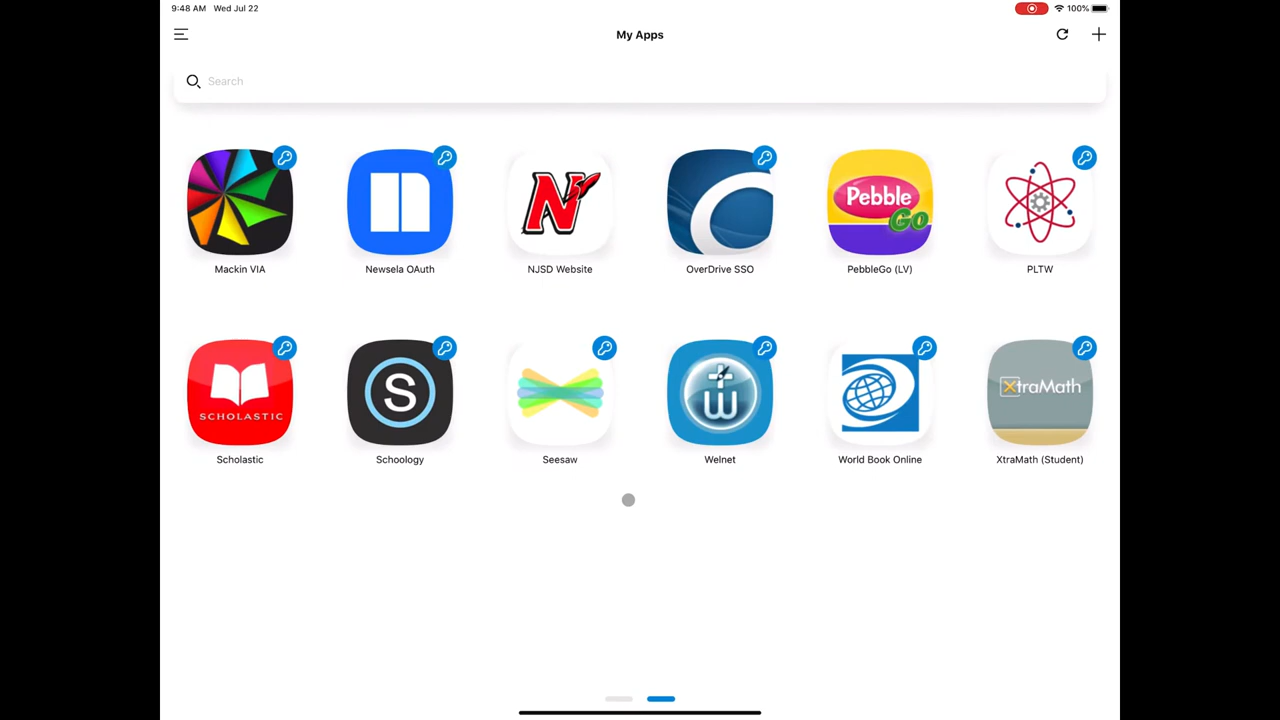 9:48 AM Wed Jul 22
100%
My Apps
Search
Mackin VIA
Newsela OAuth
N
NJSD Website
OverDrive SSO
Pebble
Go
PebbleGo (LV)
PLTW
SCHOLASTIC
Scholastic
S
Schoology
Seesaw
w
Welnet
World Book Online
XtraMath
XtraMath (Student)